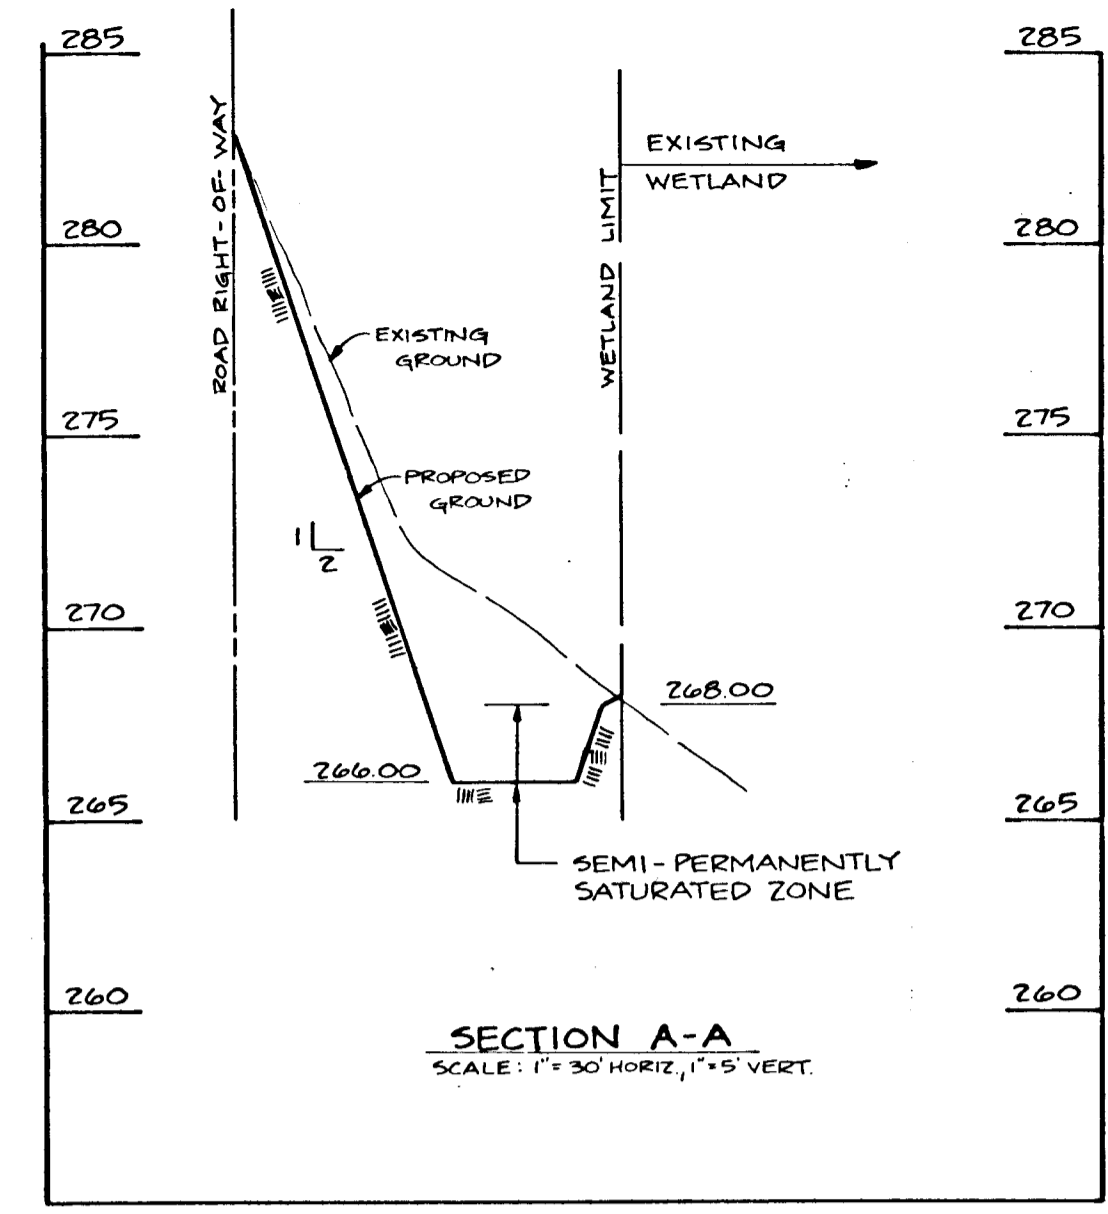 285
285
ROAD RIGHT-OF-WAY
EXISTING
WETLAND
WETLAND LIMIT
280
280
EXISTING
GROUND
275
275
PROPOSED
GROUND
1
2
270
270
268.00
266.00
265
265
SEMI-PERMANENTLY
SATURATED ZONE
260
260
SECTION A-A
SCALE: 1"=30' HORIZ., 1"=5' VERT.